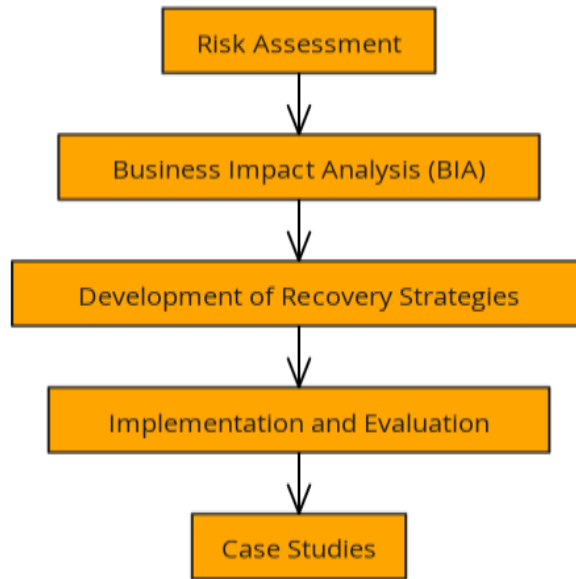 Risk Assessment
Business Impact Analysis (BIA)
Development of Recovery Strategies
Implementation and Evaluation
Case Studies